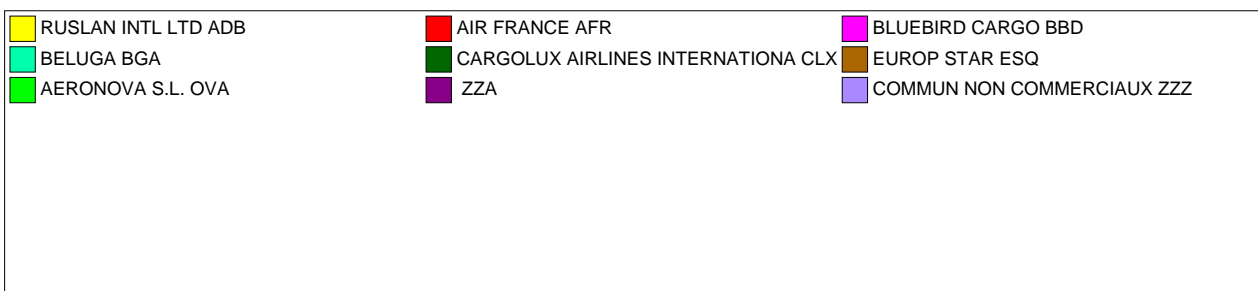 RUSLAN INTL LTD ADB AIR FRANCE AFR BLUEBIRD CARGO BBD
BELUGA BGA CARGOLUX AIRLINES INTERNATIONA CLX EUROP STAR ESQ
AERONOVA S.L. OVA ZZA COMMUN NON COMMERCIAUX ZZZ